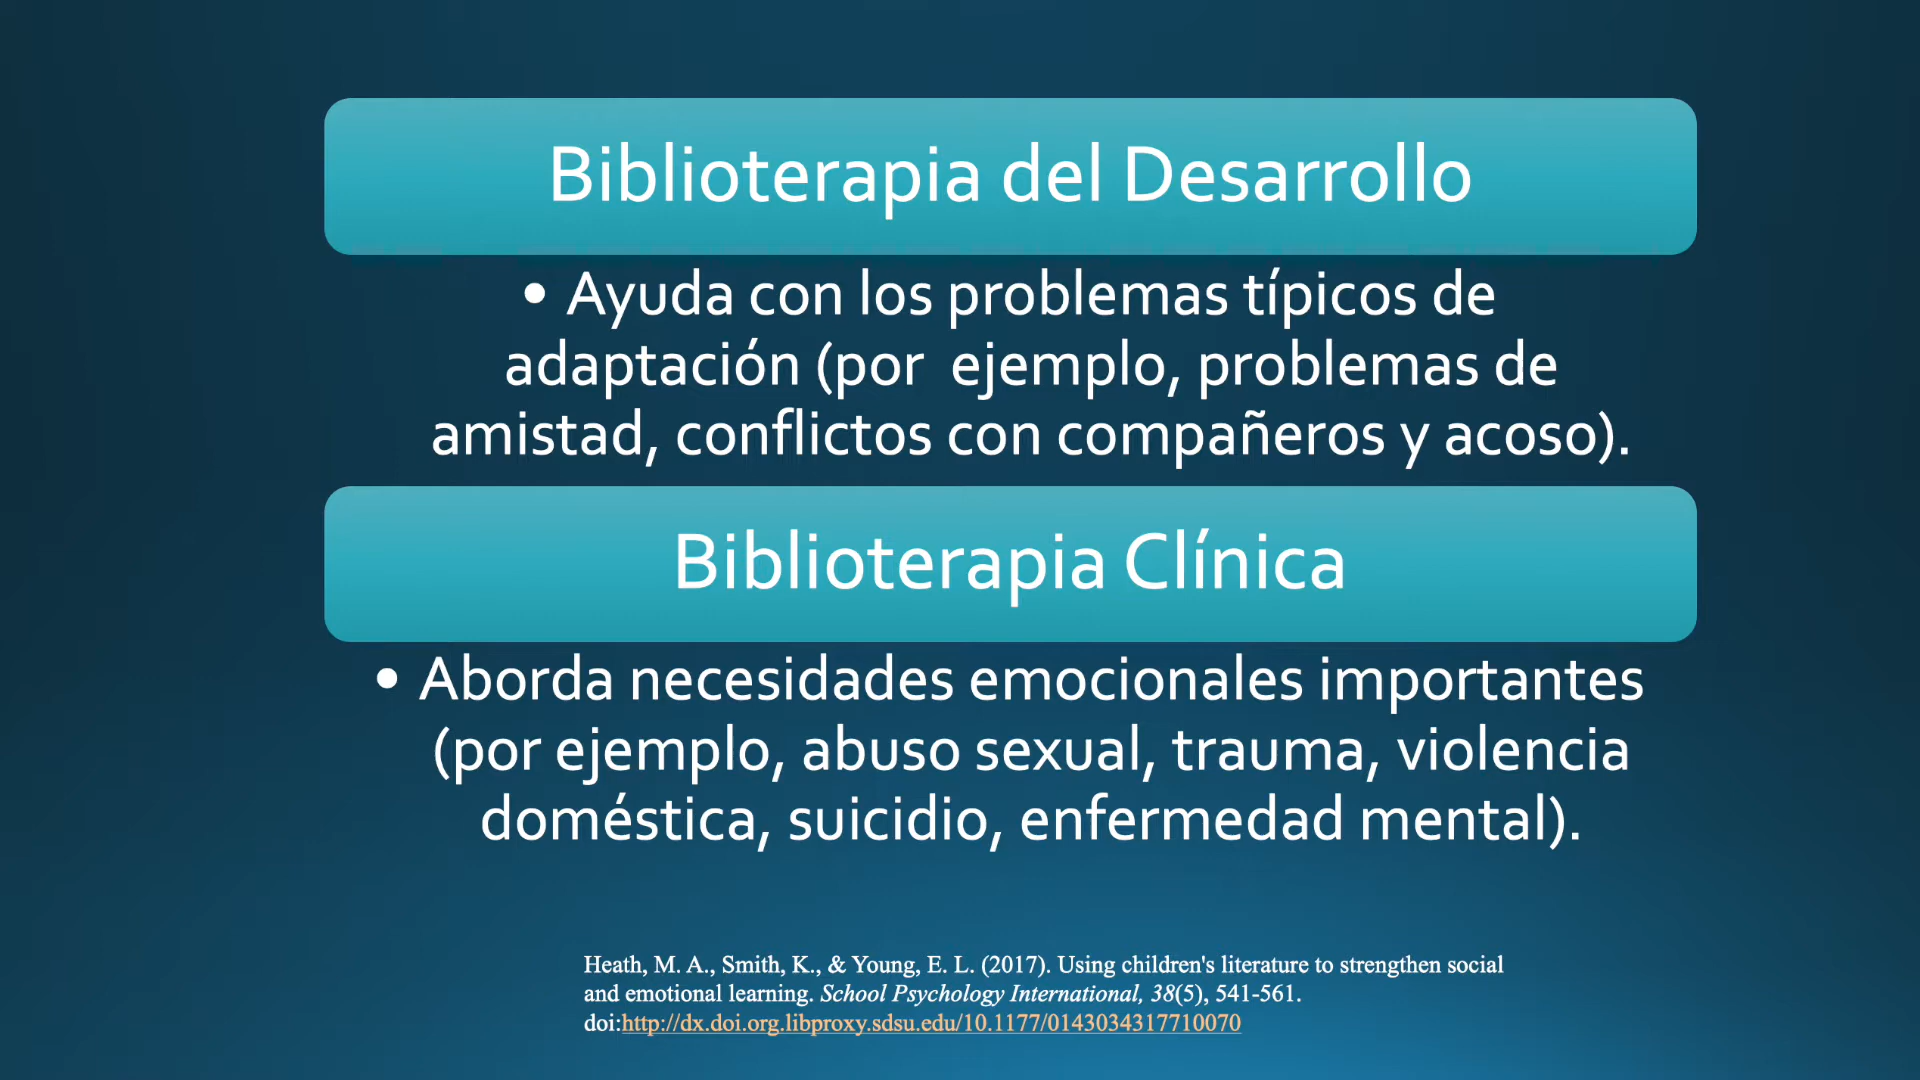 Biblioterapia del Desarrollo
• Ayuda con los problemas típicos de
adaptación (por  ejemplo, problemas de
amistad, conflictos con compañeros y acoso).
Biblioterapia Clínica
• Aborda necesidades emocionales importantes
(por ejemplo, abuso sexual, trauma, violencia
doméstica, suicidio, enfermedad mental).
Heath, M. A., Smith, K., & Young, E. L. (2017). Using children's literature to strengthen social
and emotional learning. School Psychology International, 38(5), 541-561.
doi:http://dx.doi.org.libproxy.sdsu.edu/10.1177/0143034317710070